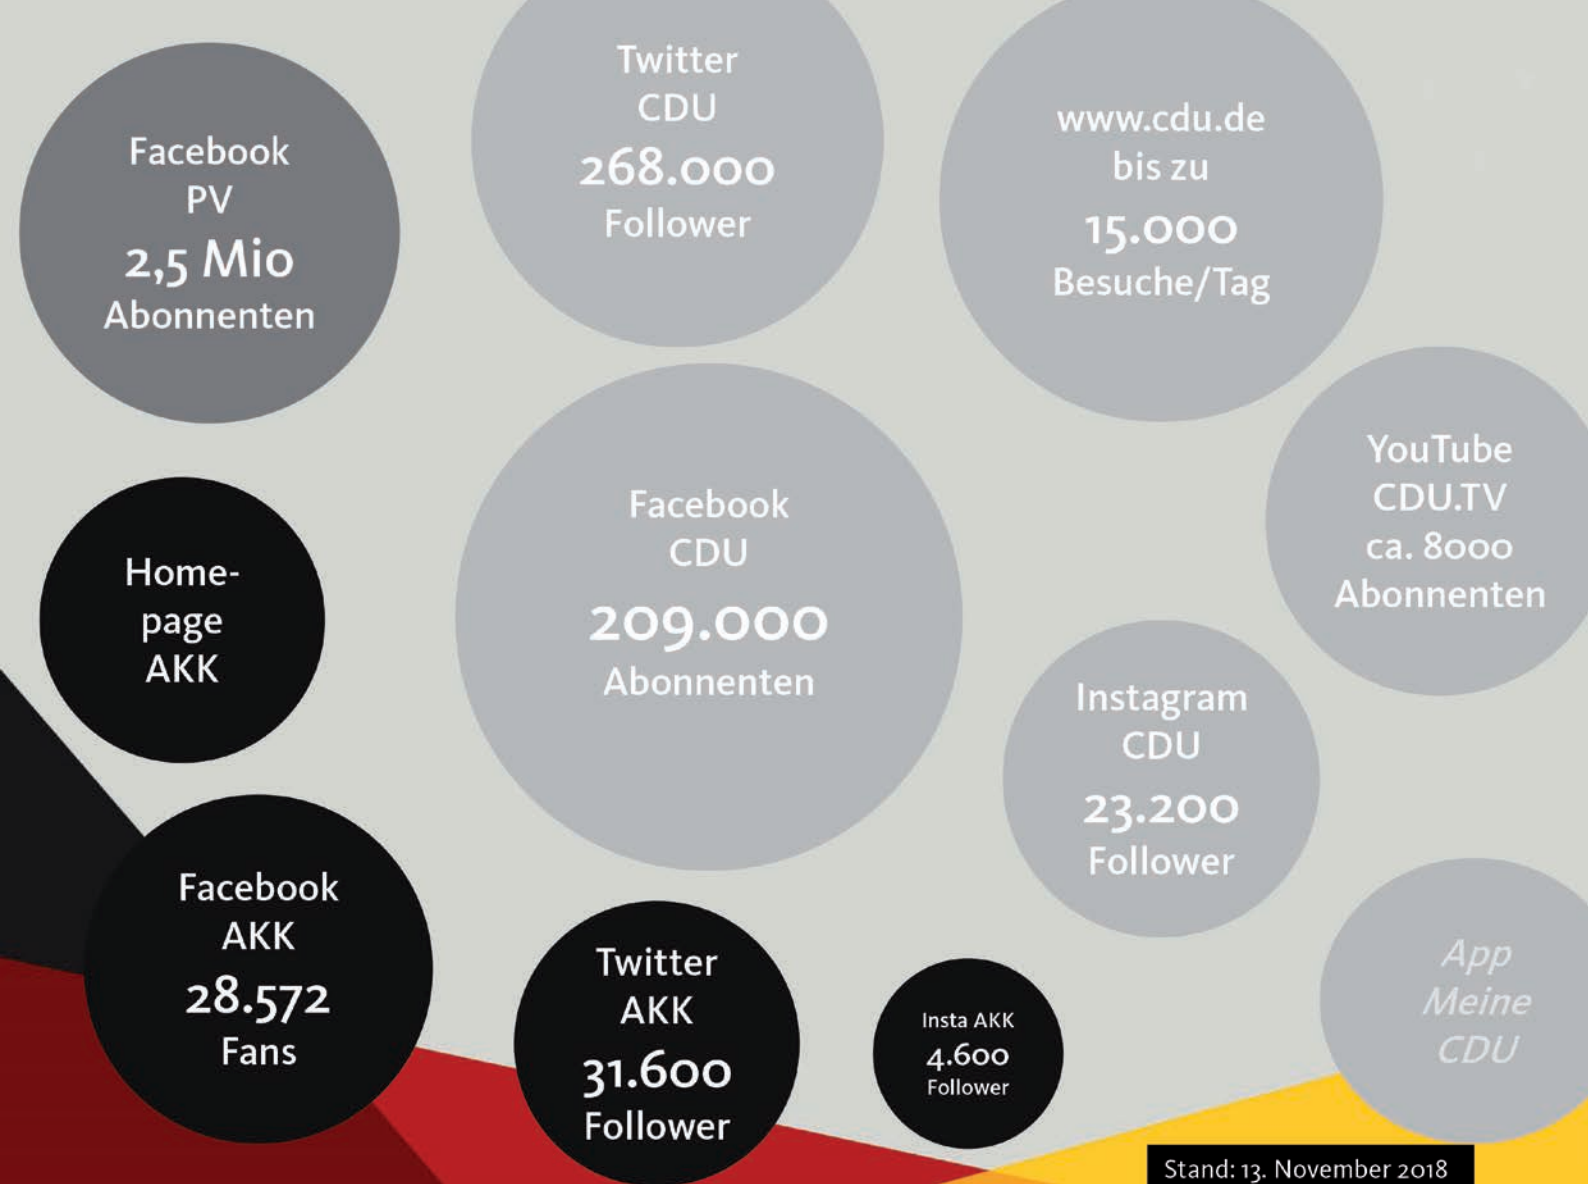 Facebook
PV
2,5 Mio
Abonnenten
Twitter
CDU
268.000
Follower
www.cdu.de
bis zu
15.000
Besuche/Tag
YouTube
CDU.TV
ca. 8000
Abonnenten
Home-
page
AKK
Facebook
CDU
209.000
Abonnenten
Instagram
CDU
23.200
Follower
Facebook
AKK
28.572
Fans
Twitter
AKK
31.600
Follower
Insta AKK
4.600
Follower
App
Meine
CDU
Stand: 13. November 2018